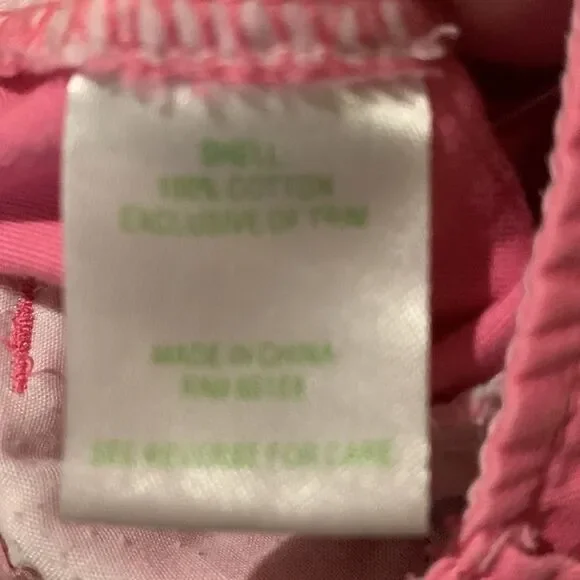 SHELL:
100% COTTON
EXCLUSIVE OF TRIM
MADE IN CHINA
SEE REVERSE FOR CARE